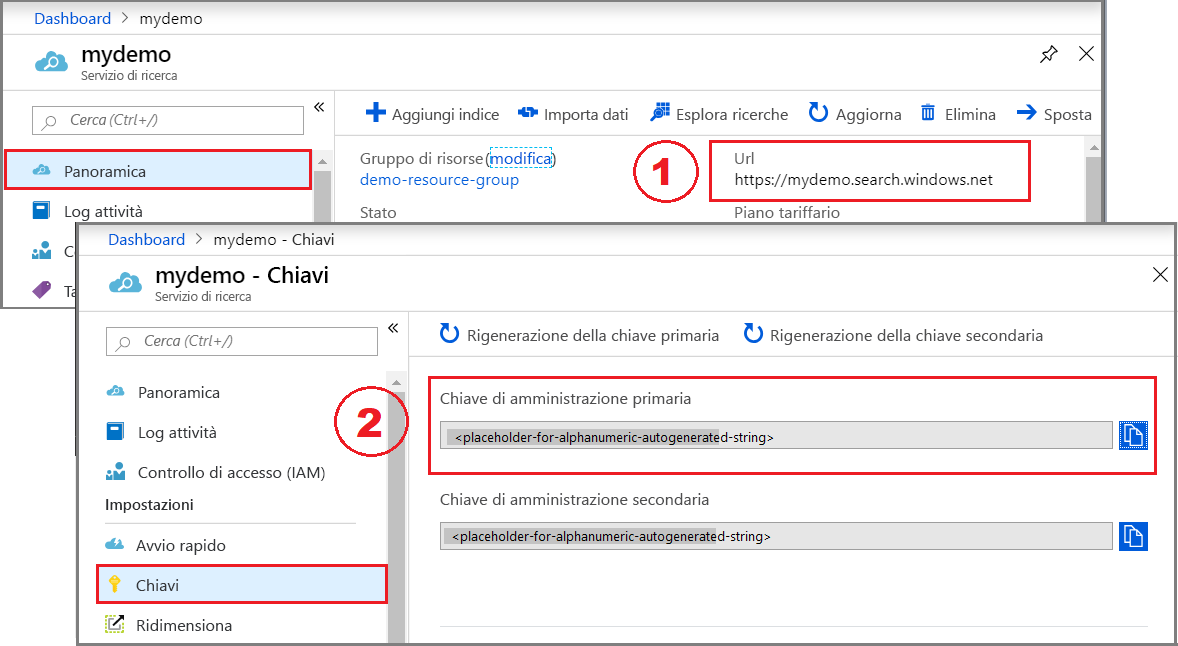 Dashboard > mydemo
mydemo
Servizio di ricerca
Cerca (Ctrl+/)
«
Aggiungi indice Importa dati Esplora ricerche Aggiorna Elimina Sposta
Panoramica
Log attività
C
Ta
Gruppo di risorse(modifica)
demo-resource-group
Stato
1
Url
https://mydemo.search.windows.net
Piano tariffario
Dashboard > mydemo - Chiavi
mydemo - Chiavi
Servizio di ricerca
Cerca (Ctrl+/)
«
Rigenerazione della chiave primaria Rigenerazione della chiave secondaria
Panoramica
Log attività
Controllo di accesso (IAM)
Impostazioni
Avvio rapido
Chiavi
Ridimensiona
2
Chiave di amministrazione primaria
<placeholder-for-alphanumeric-autogenerated-string>
Chiave di amministrazione secondaria
<placeholder-for-alphanumeric-autogenerated-string>